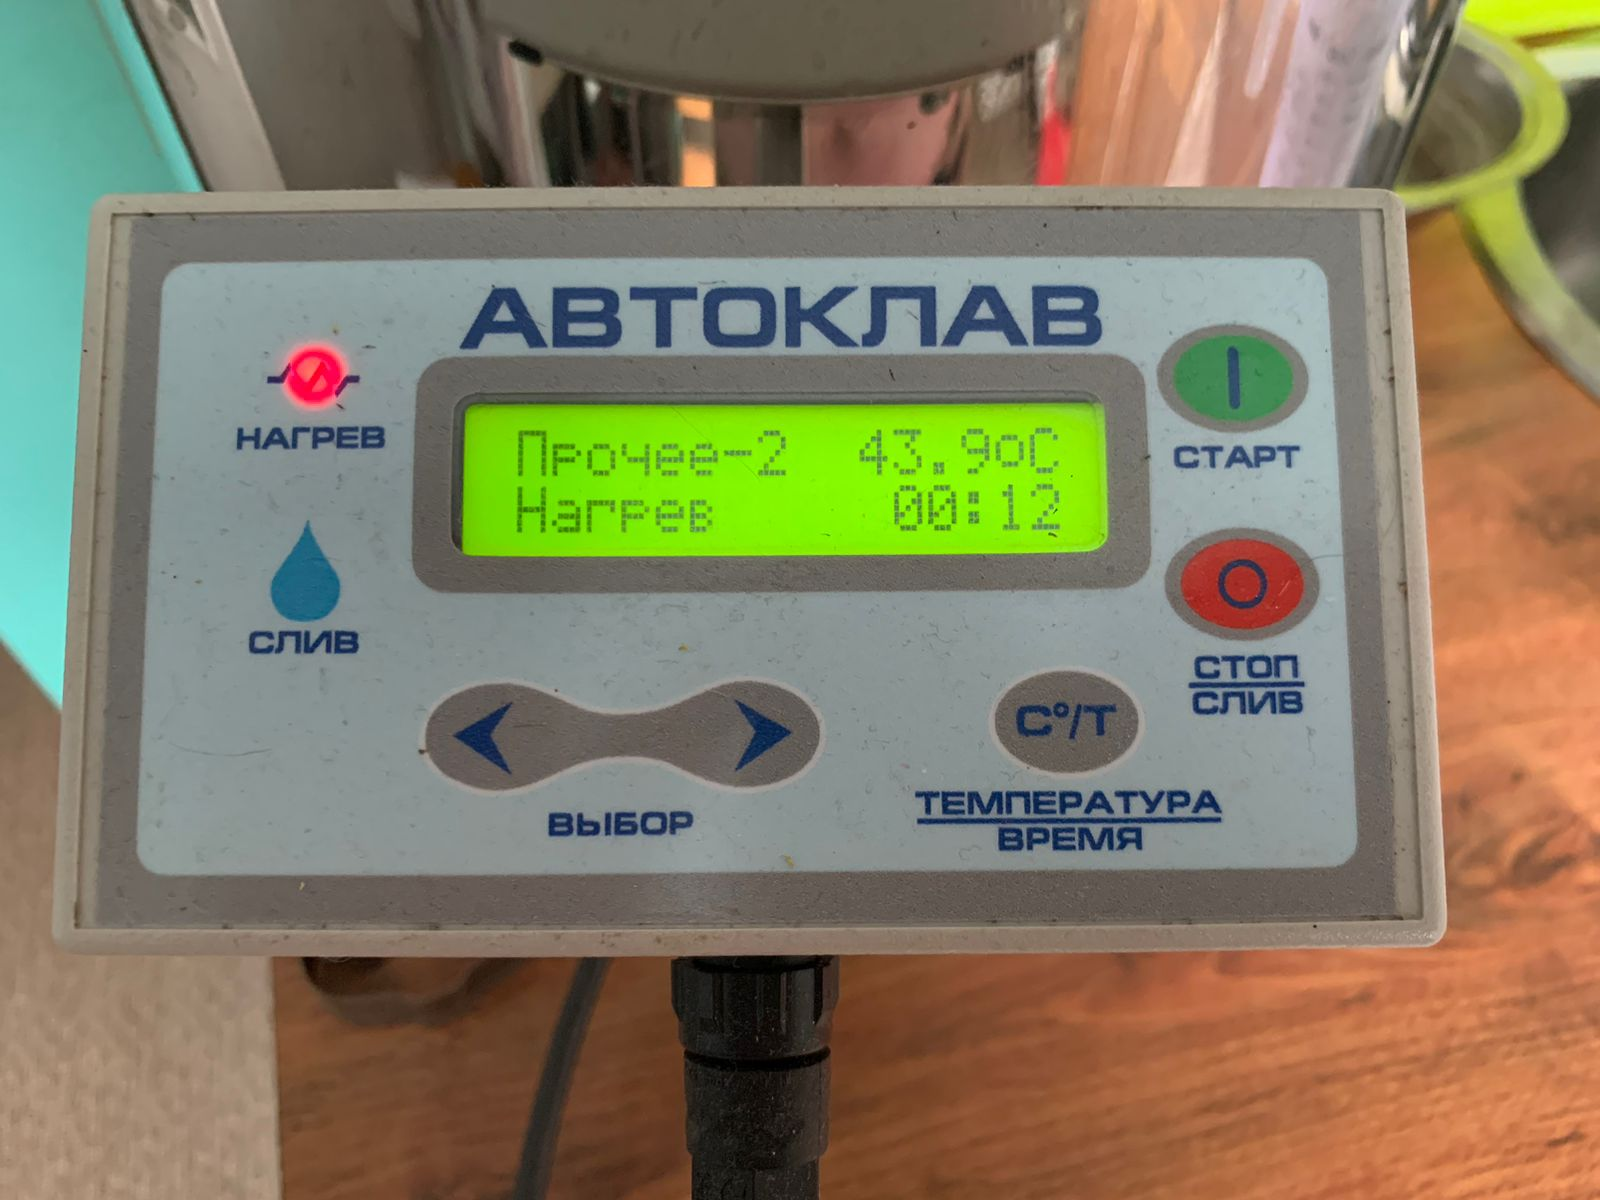 АВТОКЛАВ
НАГРЕВ
Прочее-2 43.9oC
Нагрев 00:12
СТАРТ
СЛИВ
СТОП
СЛИВ
C°/T
ВЫБОР
ТЕМПЕРАТУРА
ВРЕМЯ